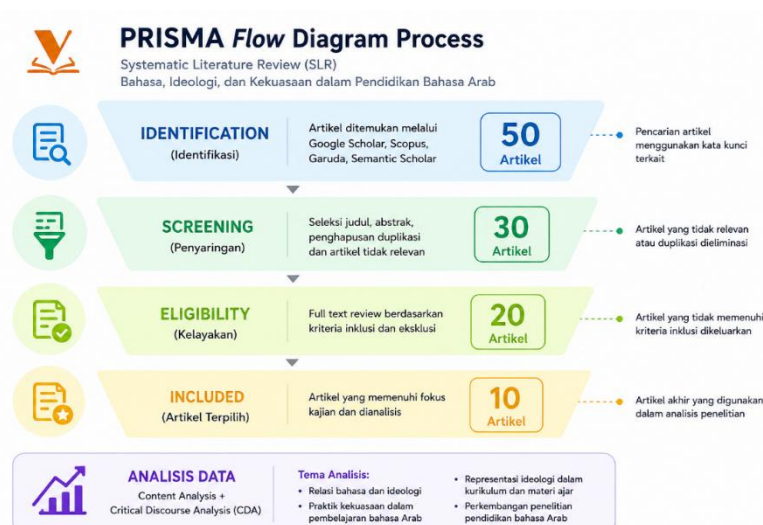 PRISMA Flow Diagram Process
Systematic Literature Review (SLR)
Bahasa, Ideologi, dan Kekuasaan dalam Pendidikan Bahasa Arab
IDENTIFICATION
(Identifikasi)
Artikel ditemukan melalui
Google Scholar, Scopus,
Garuda, Semantic Scholar
50
Artikel
Pencarian artikel
menggunakan kata kunci
terkait
SCREENING
(Penyaringan)
Seleksi judul, abstrak,
penghapusan duplikasi
dan artikel tidak relevan
30
Artikel
Artikel yang tidak relevan
atau duplikasi dieliminasi
ELIGIBILITY
(Kelayakan)
Full text review berdasarkan
kriteria inklusi dan eksklusi
20
Artikel
Artikel yang tidak memenuhi
kriteria inklusi dikeluarkan
INCLUDED
(Artikel Terpilih)
Artikel yang memenuhi fokus
kajian dan dianalisis
10
Artikel
Artikel akhir yang digunakan
dalam analisis penelitian
ANALISIS DATA
Content Analysis +
Critical Discourse Analysis (CDA)
Tema Analisis:
• Relasi bahasa dan ideologi
• Praktik kekuasaan dalam
pembelajaran bahasa Arab
• Representasi ideologi dalam
kurikulum dan materi ajar
• Perkembangan penelitian
pendidikan bahasa Arab